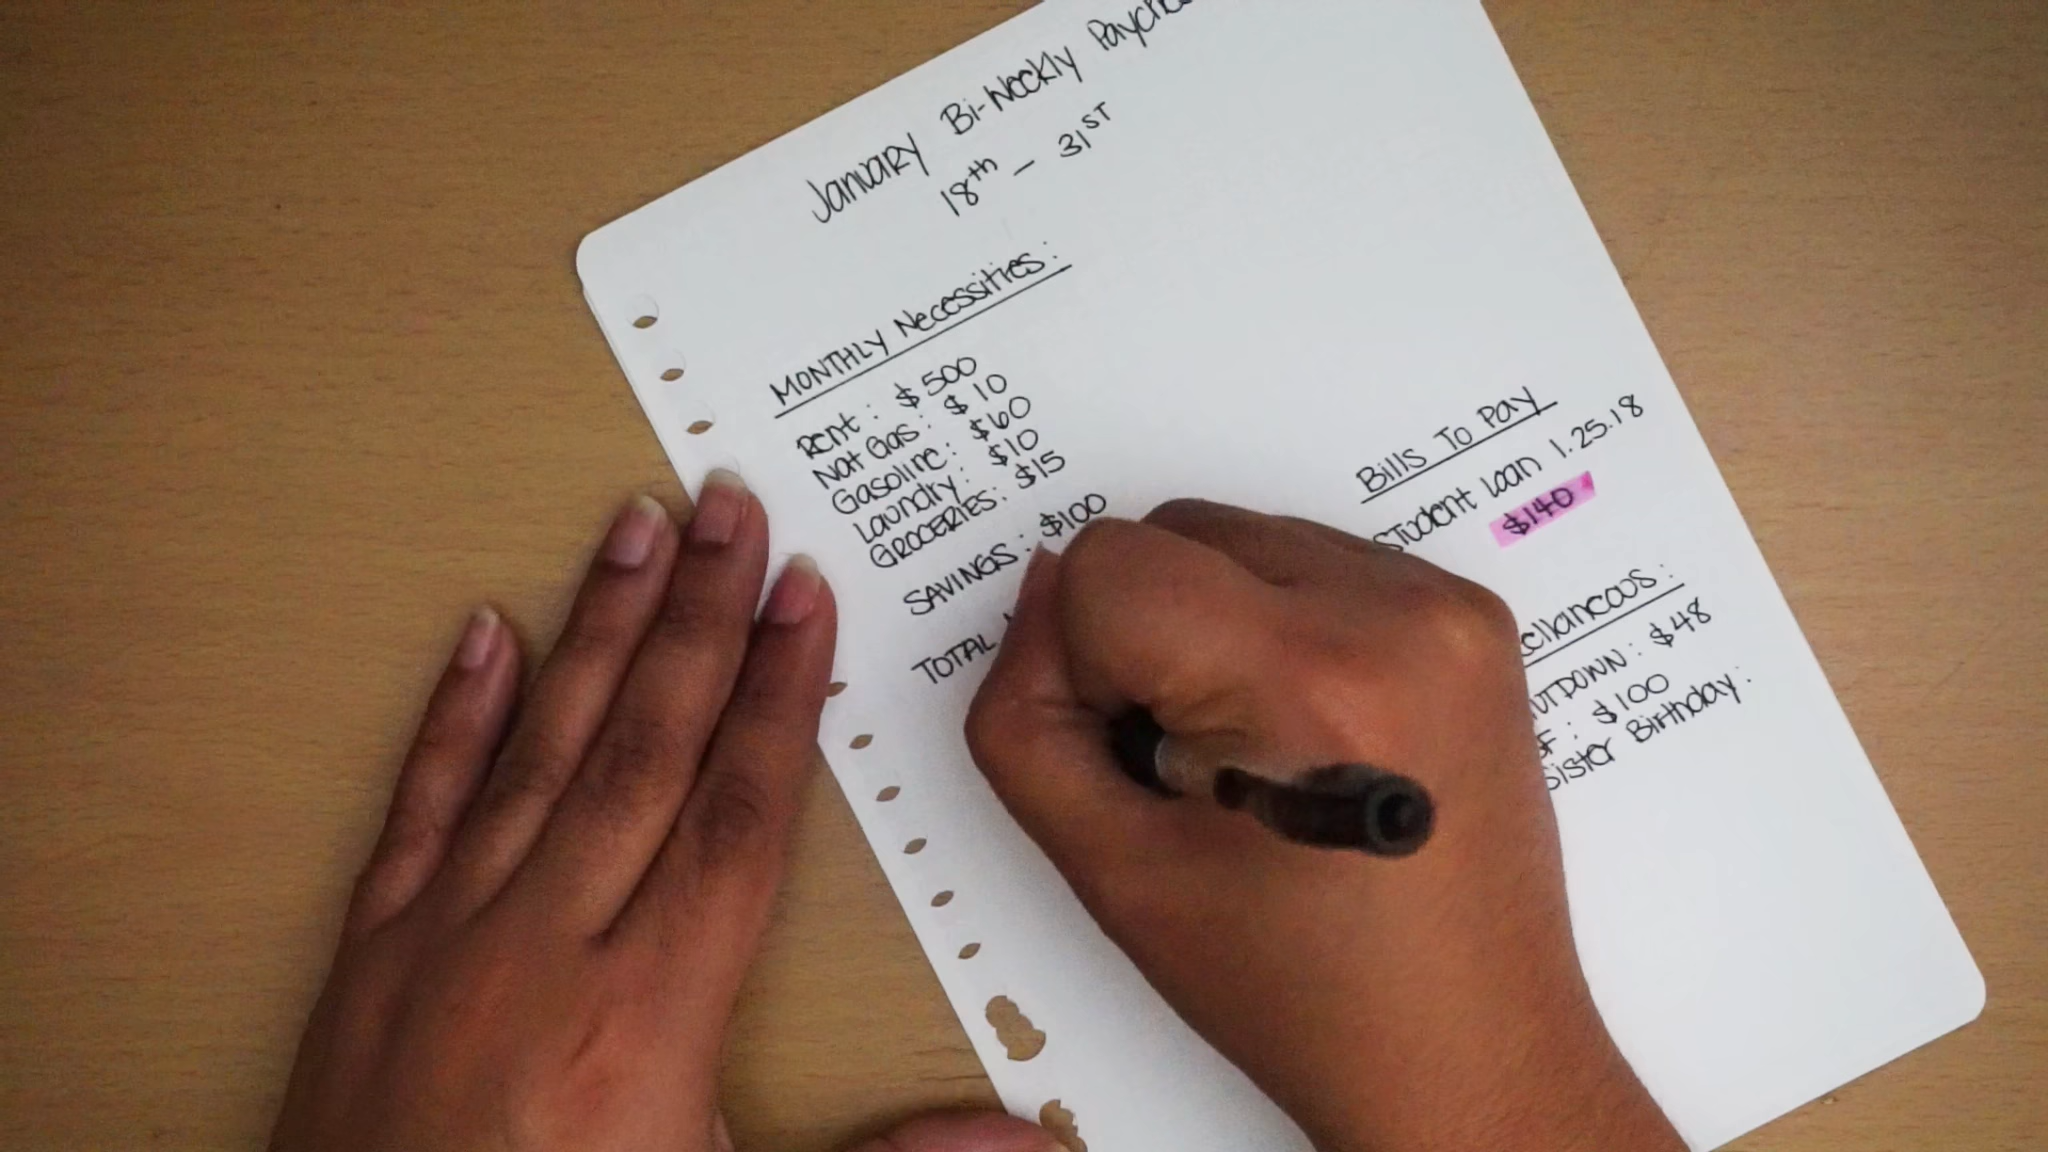 January Bi-Weekly
18th - 31ST
MONTHLY Necessities:
Rent: $500
Nat Gas: $10
Gasoline: $60
Laundry: $10
GROCERIES: $15
SAVINGS: $100
TOTAL
Bills To Pay
Student Loan 1.25.18
$140
: $48
: $100
Sister Birthday: